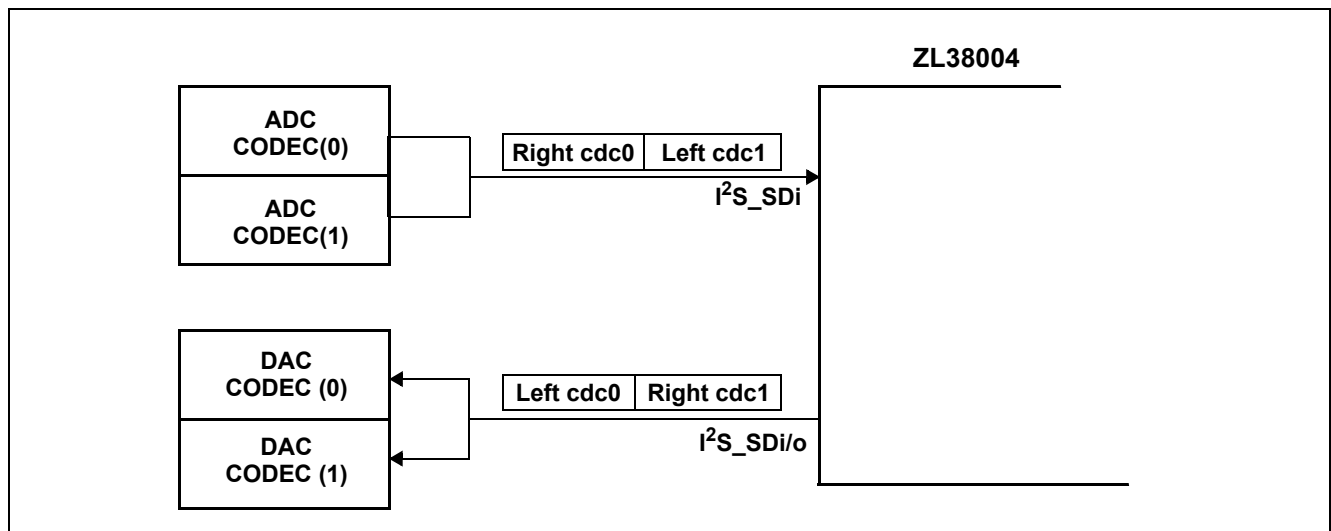 ZL38004
ADC
CODEC(0)
Right cdc0 Left cdc1
I²S_SDi
ADC
CODEC(1)
DAC
CODEC (0)
Left cdc0 Right cdc1
I²S_SDi/o
DAC
CODEC (1)